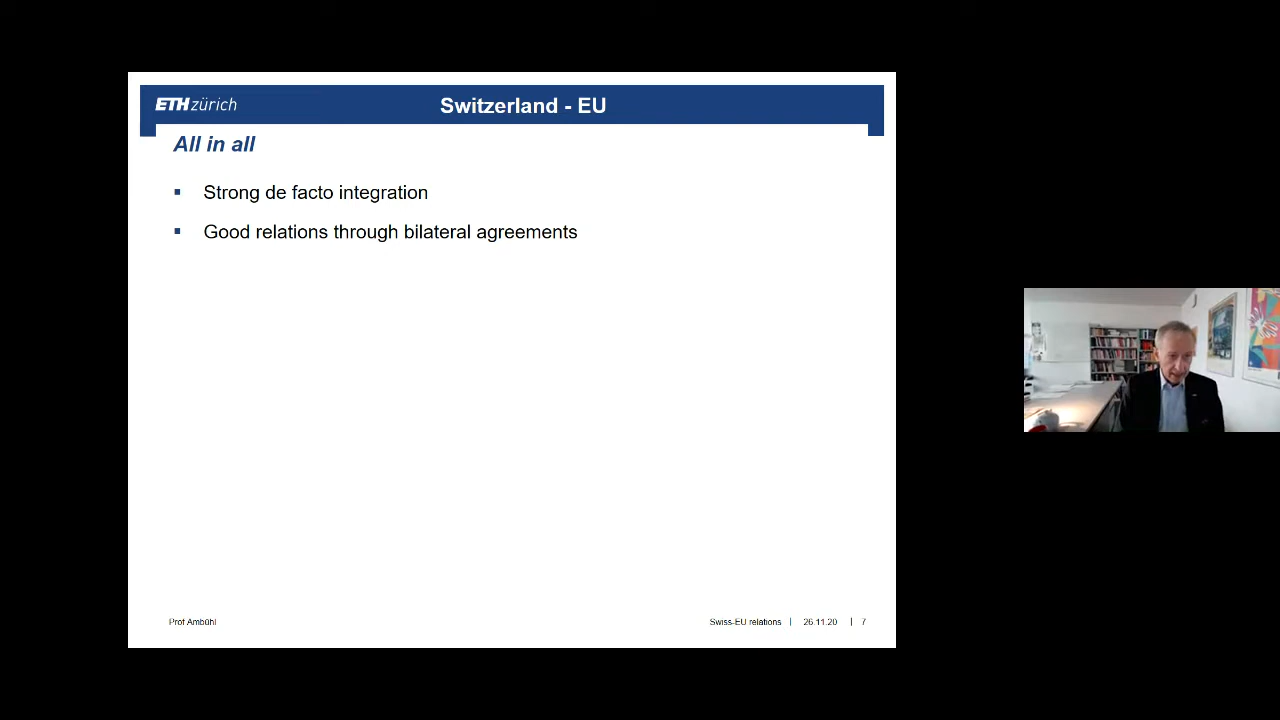 ETH zürich
Switzerland - EU
All in all
▪ Strong de facto integration
▪ Good relations through bilateral agreements
Prof Ambühl
Swiss-EU relations | 26.11.20 | 7